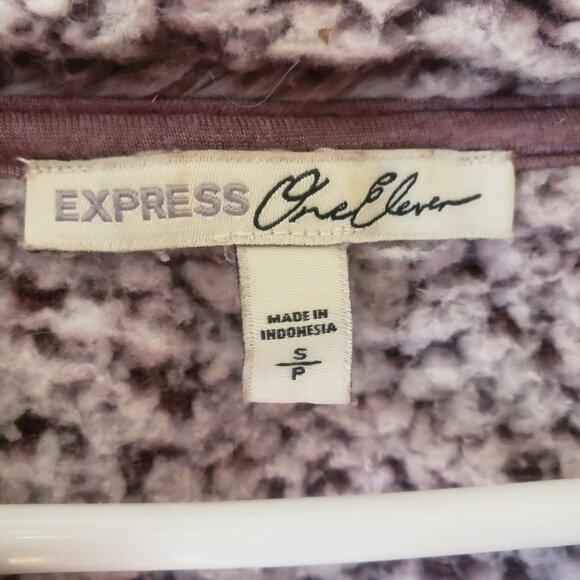 EXPRESS One Eleven
MADE IN
INDONESIA
S
P